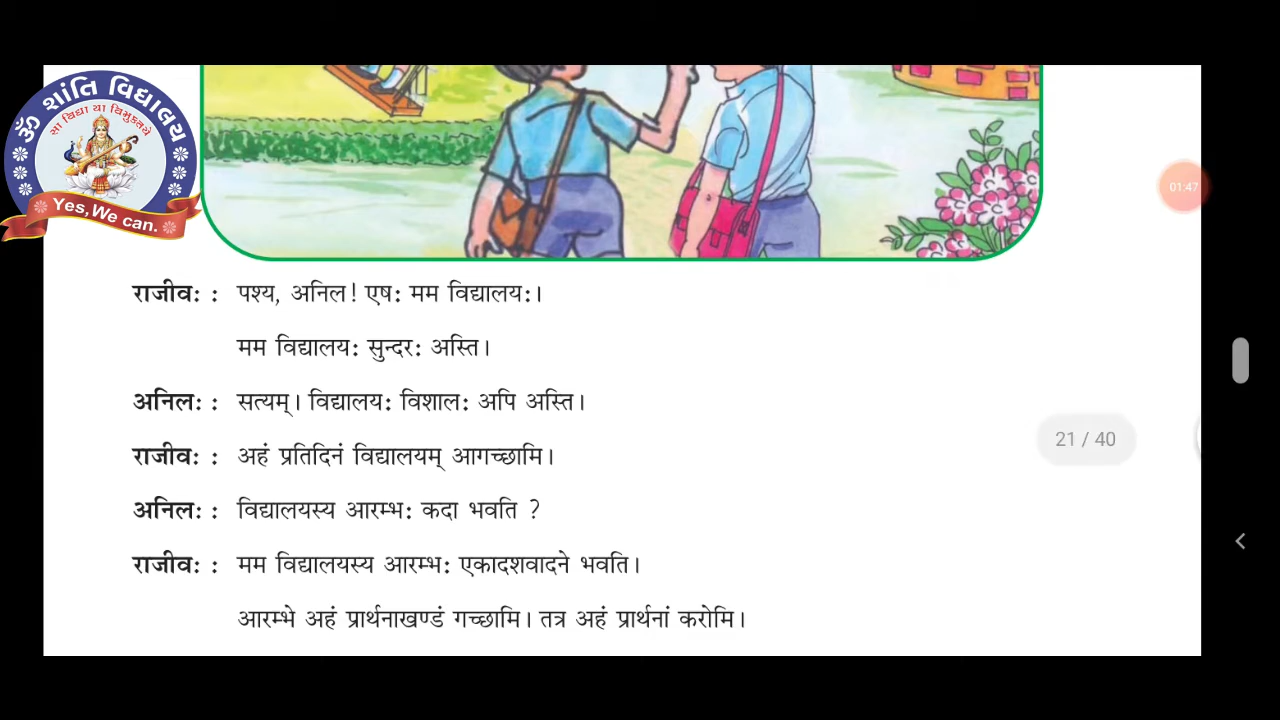 ॐ शांति विद्यालय
सा विद्या या विमुक्तये
Yes, We can.
01:47
राजीवः : पश्य, अनिल! एषः मम विद्यालयः।
मम विद्यालयः सुन्दरः अस्ति।
अनिलः : सत्यम्। विद्यालयः विशालः अपि अस्ति।
21 / 40
राजीवः : अहं प्रतिदिनं विद्यालयम् आगच्छामि।
अनिलः : विद्यालयस्य आरम्भः कदा भवति ?
राजीवः : मम विद्यालयस्य आरम्भः एकादशवादने भवति।
आरम्भे अहं प्रार्थनाखण्डं गच्छामि। तत्र अहं प्रार्थनां करोमि।